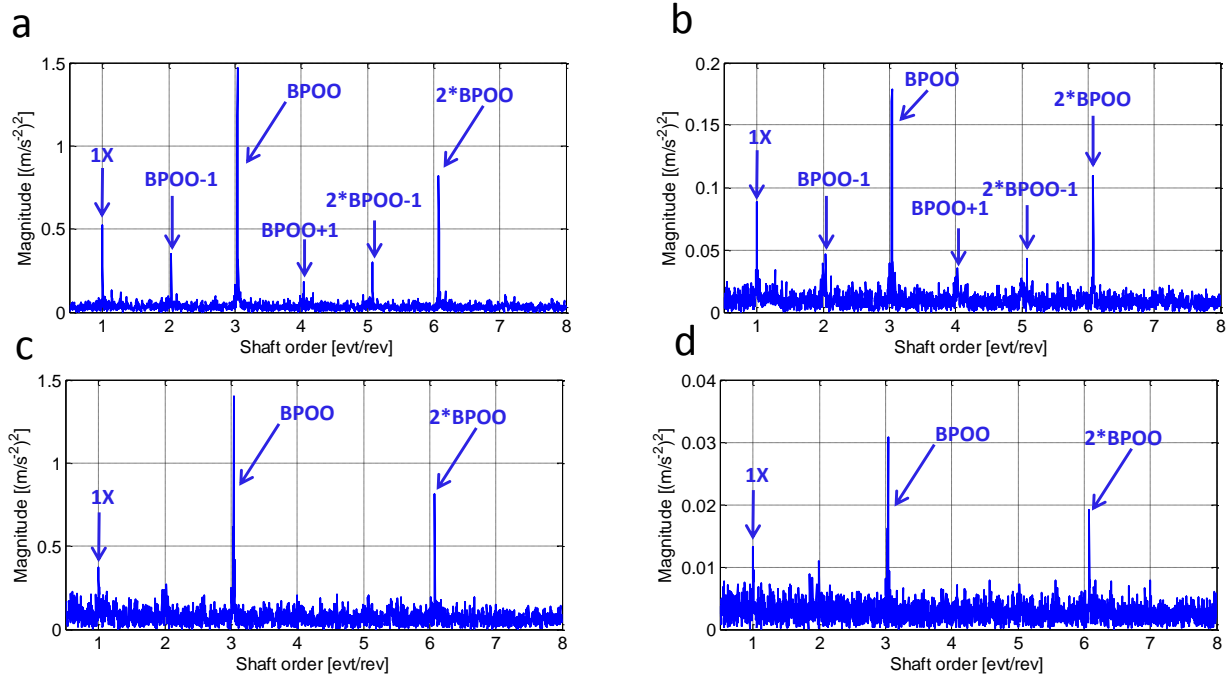 a
1.5
1
0.5
0
Magnitude [(m/s⁻²)²]
1X
BPOO-1
BPOO
BPOO+1
2*BPOO-1
2*BPOO
1 2 3 4 5 6 7 8
Shaft order [evt/rev]
b
0.2
0.15
0.1
0.05
0
Magnitude [(m/s⁻²)²]
1X
BPOO-1
BPOO
BPOO+1
2*BPOO-1
2*BPOO
1 2 3 4 5 6 7 8
Shaft order [evt/rev]
c
1.5
1
0.5
0
Magnitude [(m/s⁻²)²]
1X
BPOO
2*BPOO
1 2 3 4 5 6 7 8
Shaft order [evt/rev]
d
0.04
0.03
0.02
0.01
0
Magnitude [(m/s⁻²)²]
1X
BPOO
2*BPOO
1 2 3 4 5 6 7 8
Shaft order [evt/rev]